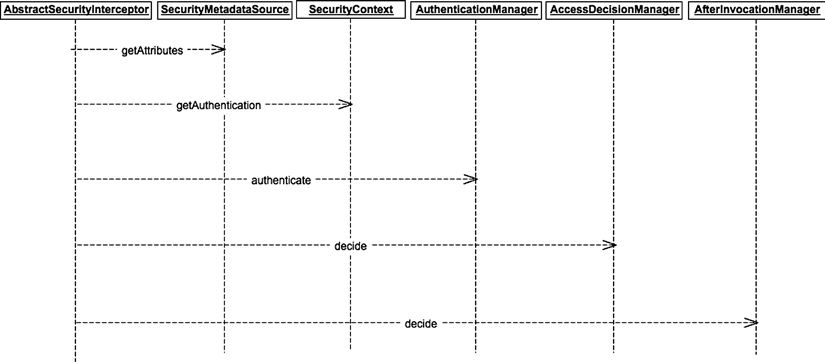 AbstractSecurityInterceptor SecurityMetadataSource SecurityContext AuthenticationManager AccessDecisionManager AfterInvocationManager
getAttributes
getAuthentication
authenticate
decide
decide